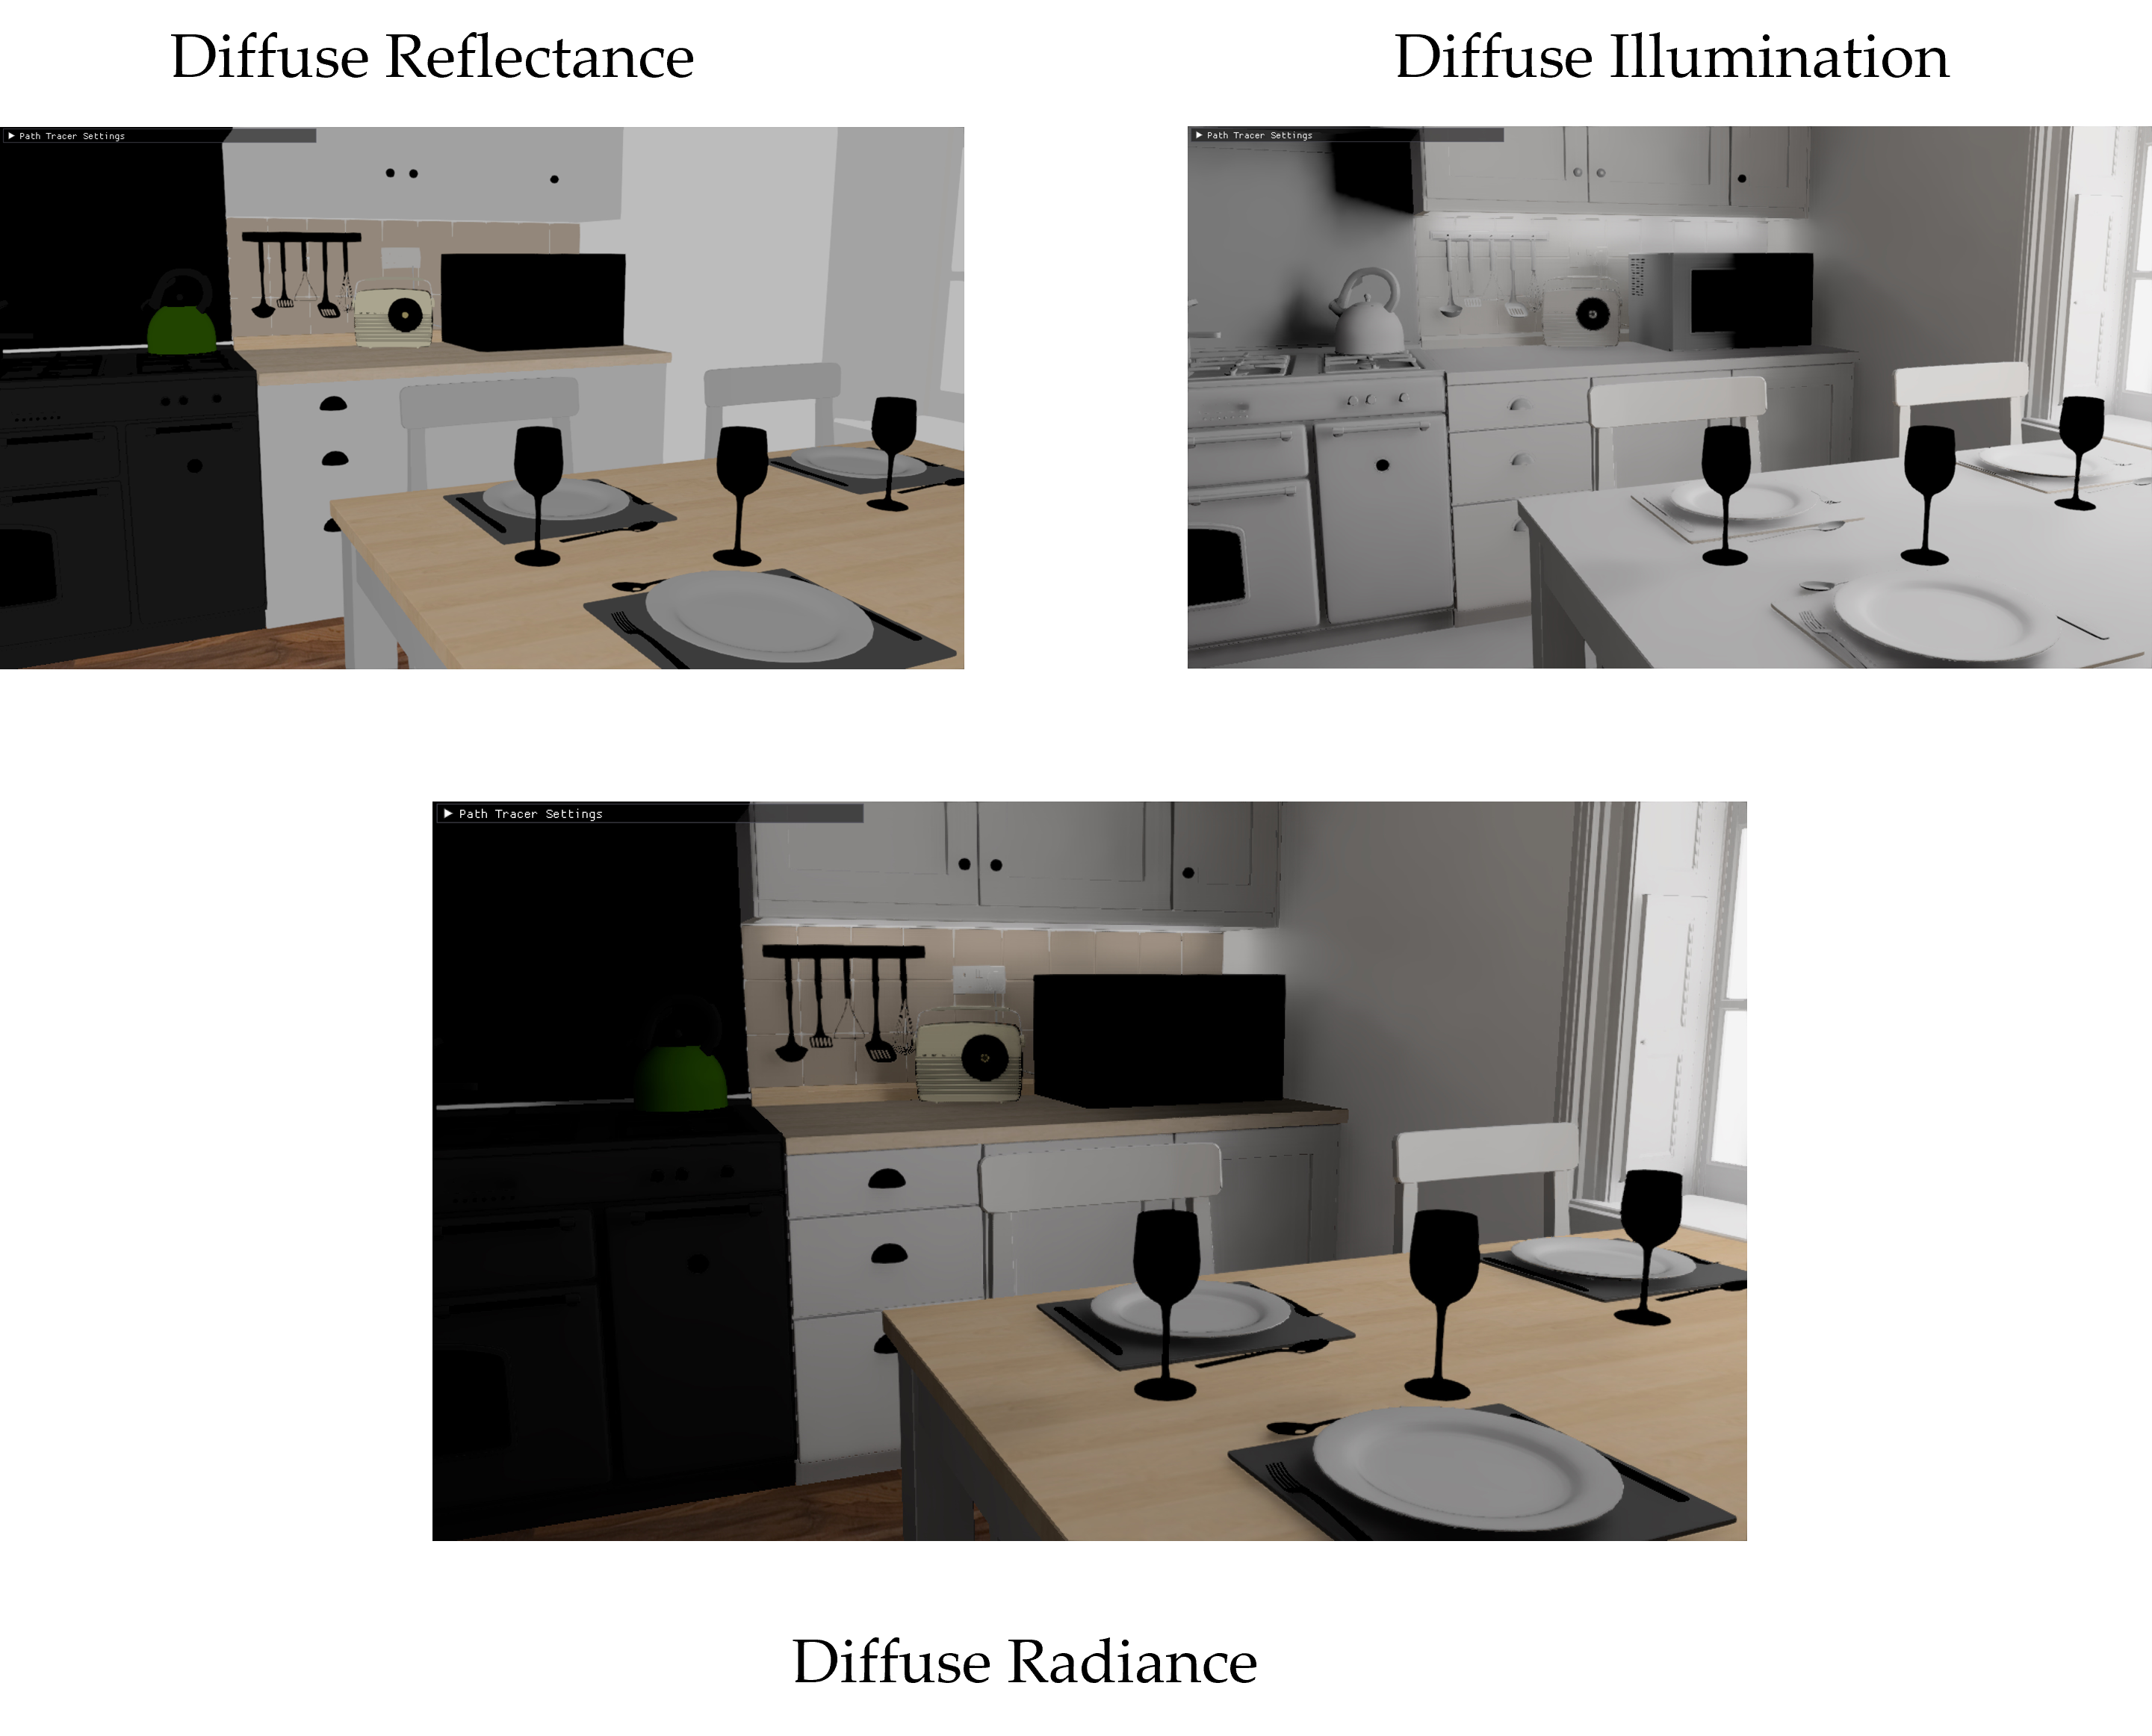 Diffuse Reflectance
Diffuse Illumination
Path Tracer Settings
Path Tracer Settings
Path Tracer Settings
Diffuse Radiance